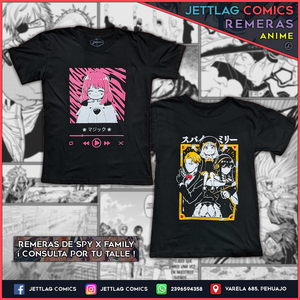 JETTLAG COMICS
REMERAS
ANIME
★ マジック ★
スパイファミリー
REMERAS DE SPY X FAMILY
¡ CONSULTA POR TU TALLE !
JETTLAG COMICS
JETTLAG COMICS
2396594358
VARELA 685, PEHUAJO